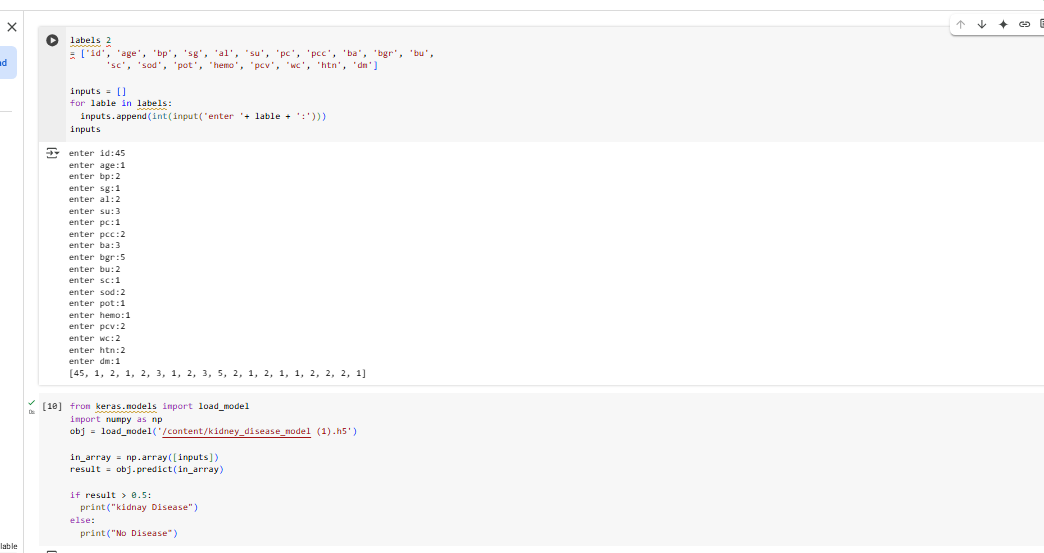 labels 2
= ['id', 'age', 'bp', 'sg', 'al', 'su', 'pc', 'pcc', 'ba', 'bgr', 'bu',
'sc', 'sod', 'pot', 'hemo', 'pcv', 'wc', 'htn', 'dm']
inputs = []
for lable in labels:
inputs.append(int(input('enter '+ lable + ':')))
inputs
enter id:45
enter age:1
enter bp:2
enter sg:1
enter al:2
enter su:3
enter pc:1
enter pcc:2
enter ba:3
enter bgr:5
enter bu:2
enter sc:1
enter sod:2
enter pot:1
enter hemo:1
enter pcv:2
enter wc:2
enter htn:2
enter dm:1
[45, 1, 2, 1, 2, 3, 1, 2, 3, 5, 2, 1, 2, 1, 1, 2, 2, 2, 1]
[10] from keras.models import load_model
import numpy as np
obj = load_model('/content/kidney_disease_model (1).h5')
in_array = np.array([inputs])
result = obj.predict(in_array)
if result > 0.5:
print("kidnay Disease")
else:
print("No Disease")
lable